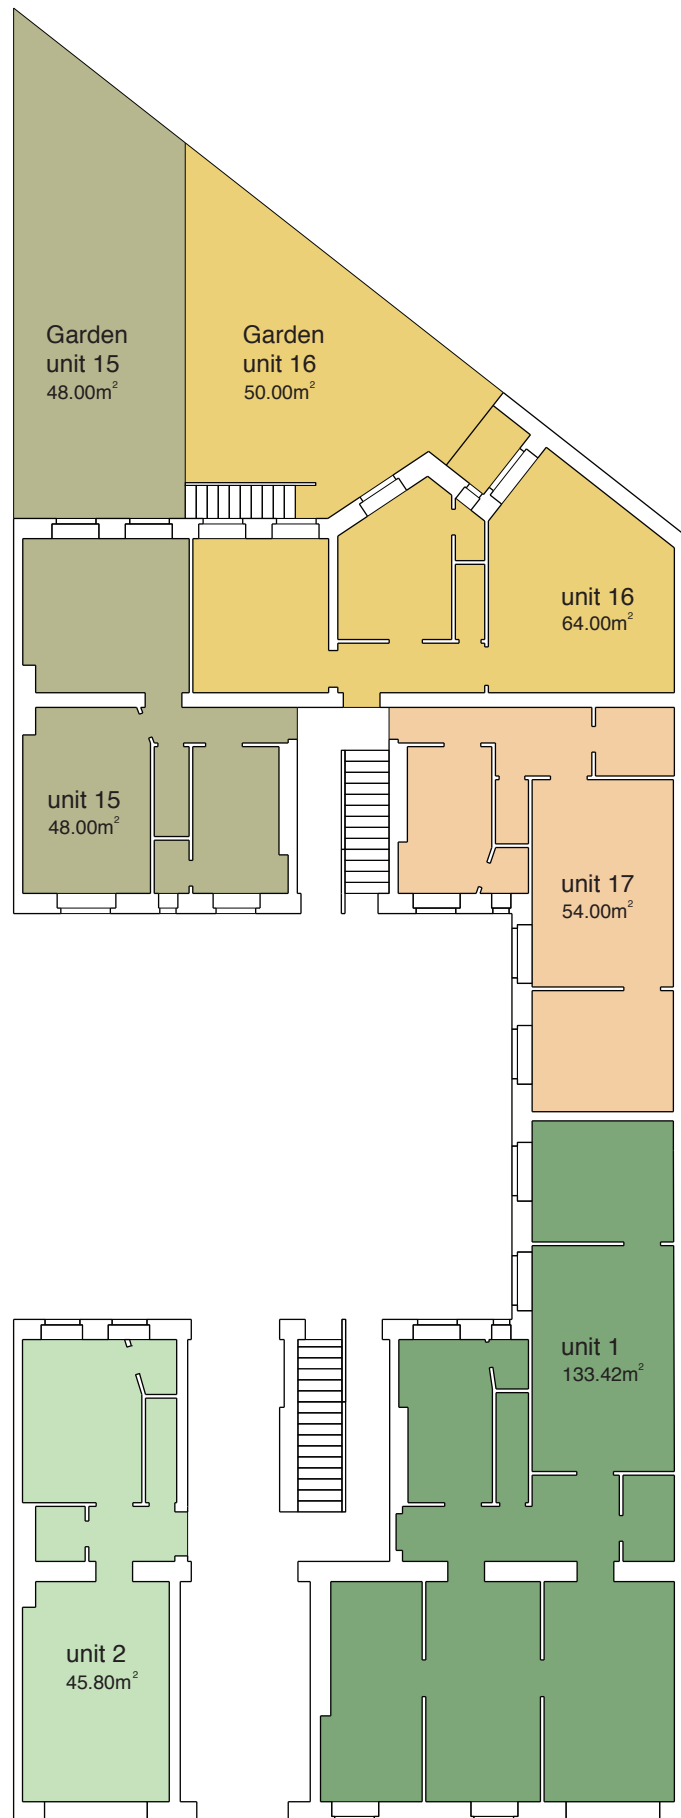 Garden
unit 15
48.00m²
Garden
unit 16
50.00m²
unit 16
64.00m²
unit 15
48.00m²
unit 17
54.00m²
unit 1
133.42m²
unit 2
45.80m²